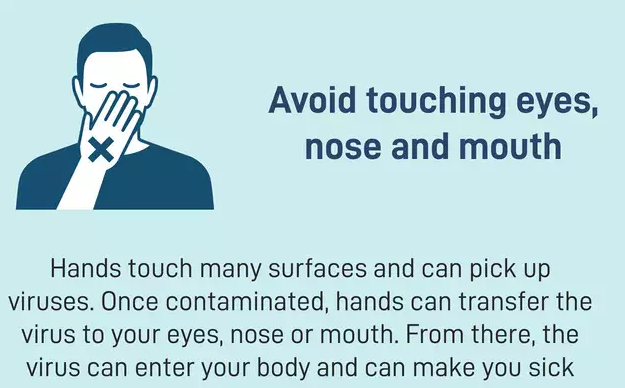 Avoid touching eyes,
nose and mouth
Hands touch many surfaces and can pick up
viruses. Once contaminated, hands can transfer the
virus to your eyes, nose or mouth. From there, the
virus can enter your body and can make you sick